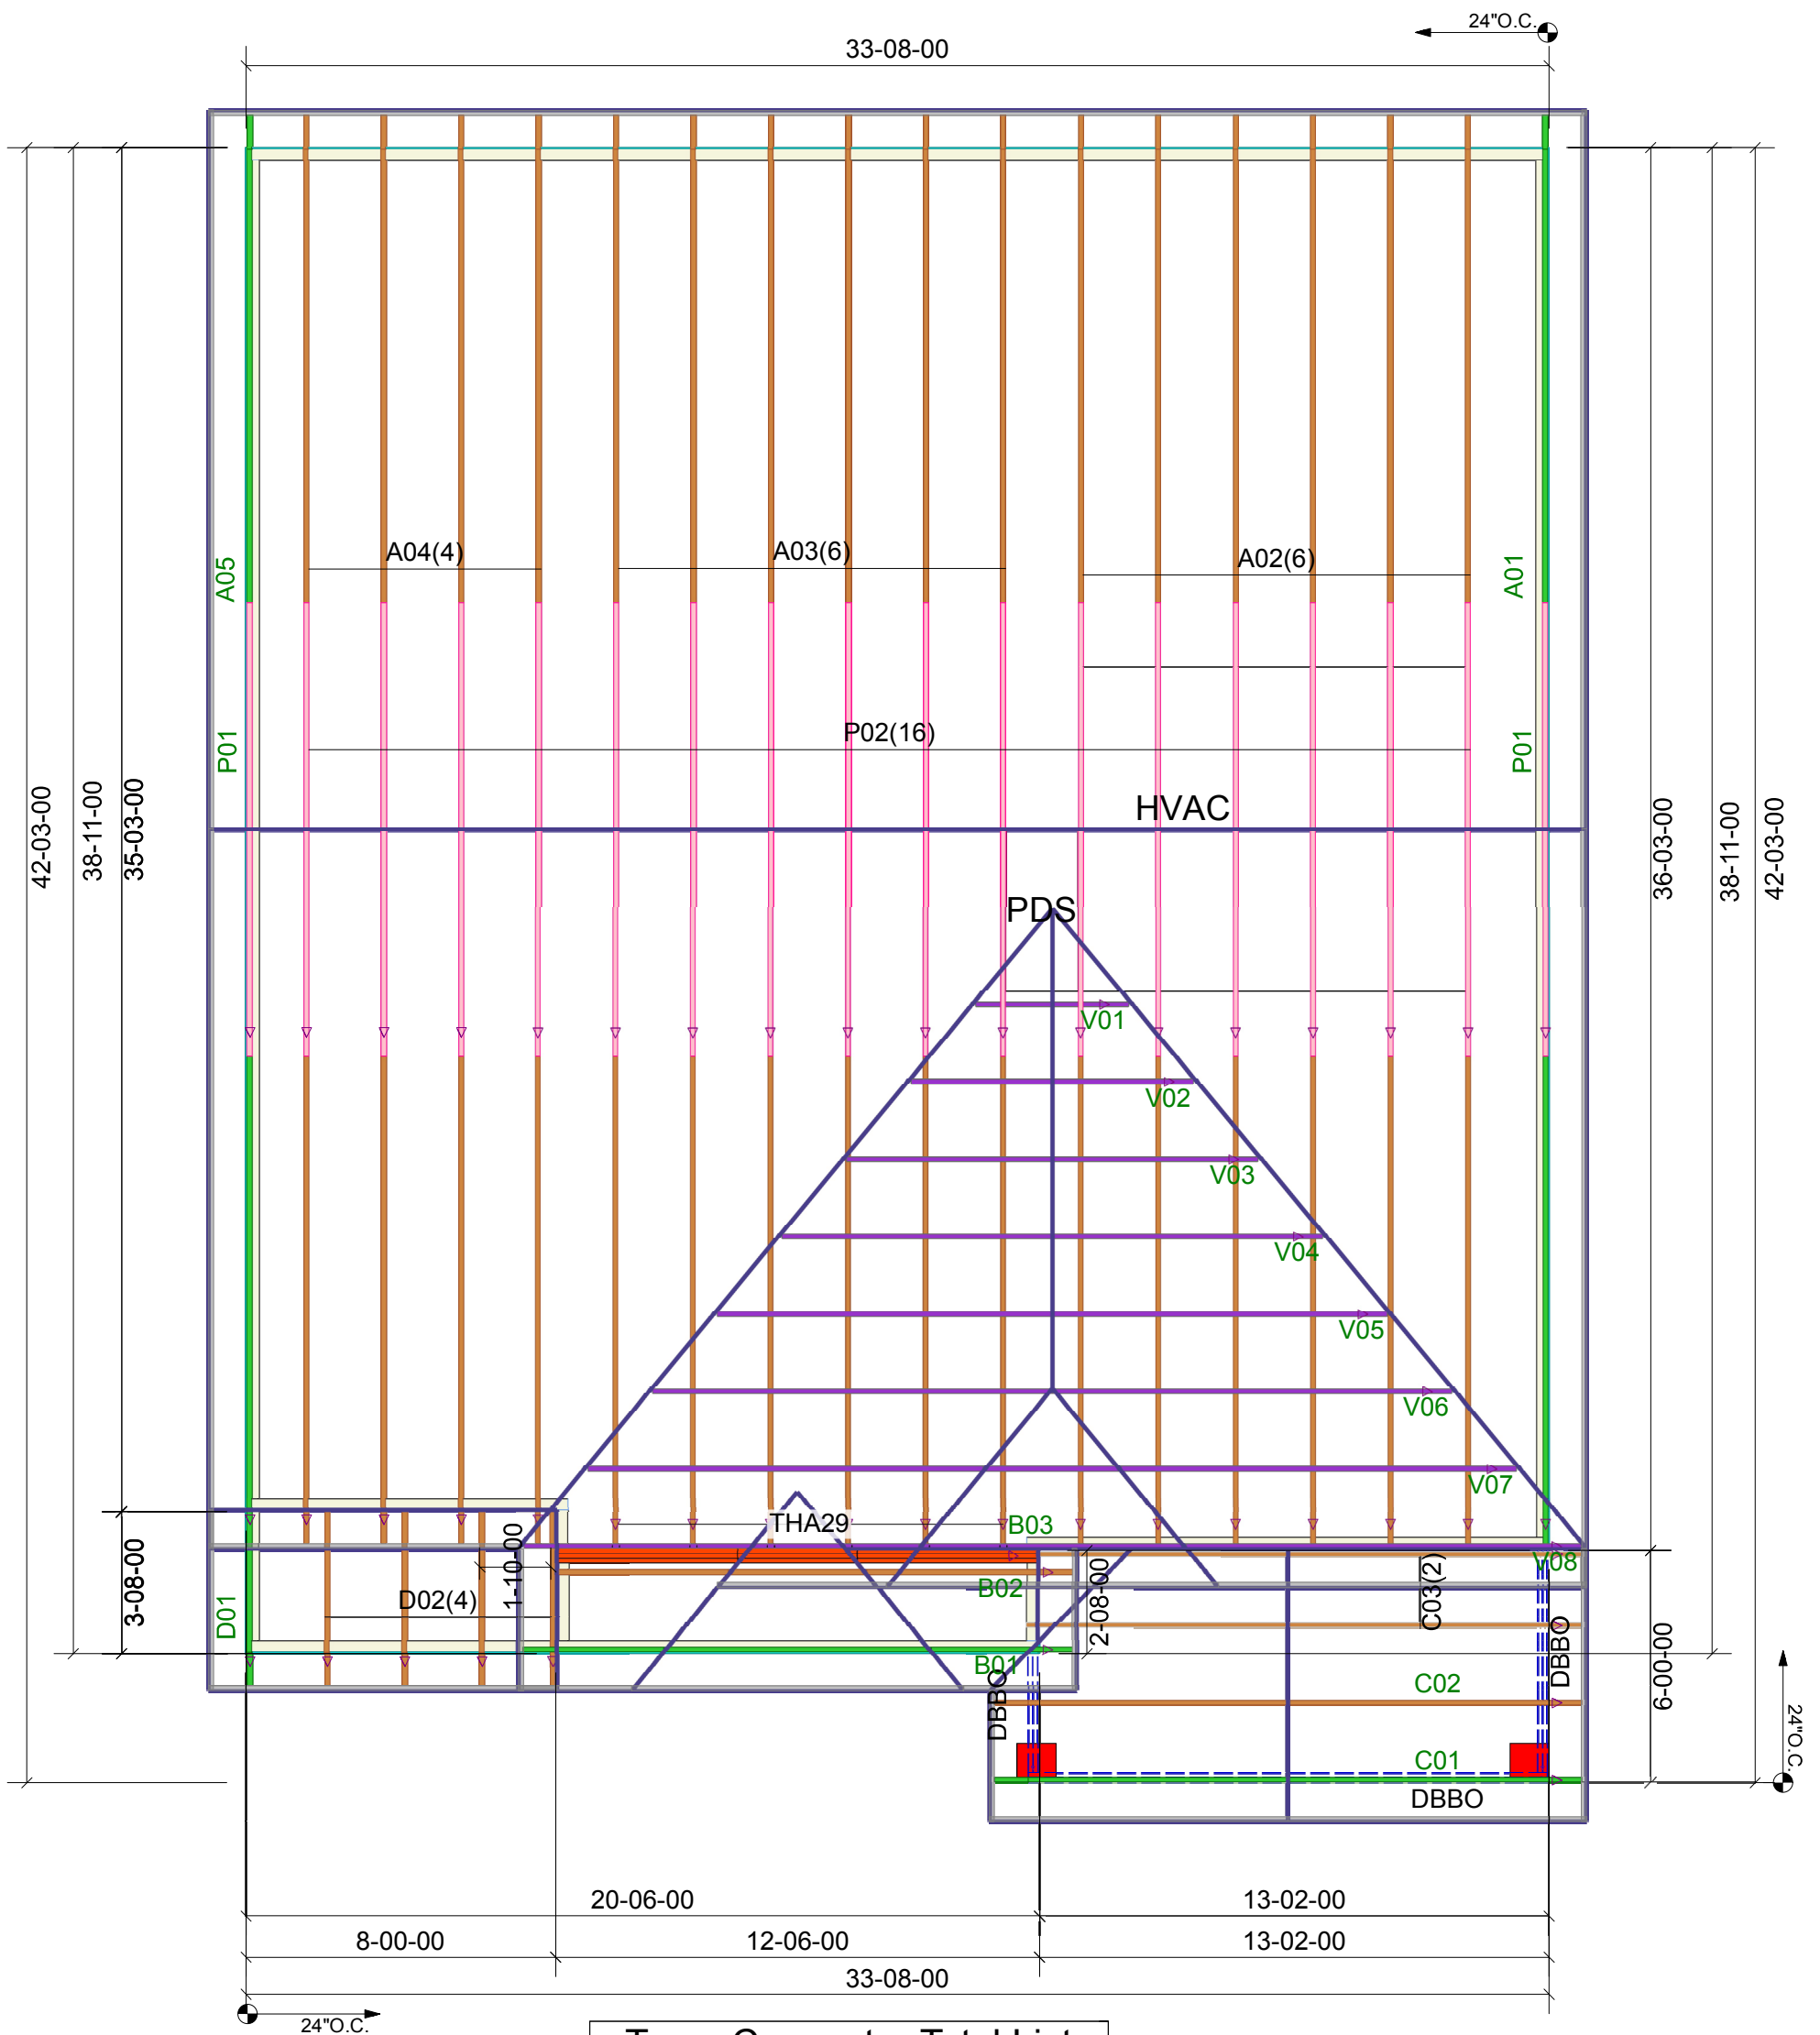 24"O.C.
33-08-00
A04(4)
A03(6)
A02(6)
A05
A01
P02(16)
P01
P01
HVAC
42-03-00
38-11-00
35-03-00
36-03-00
38-11-00
42-03-00
PDS
V01
V02
V03
V04
V05
V06
V07
THA29
B03
V08
1-10-00
3-08-00
D02(4)
D01
B02
2-08-00
C03(2)
DBBO
6-00-00
B01
DBBO
C02
C01
DBBO
24"O.C.
20-06-00
13-02-00
8-00-00
12-06-00
13-02-00
33-08-00
24"O.C.